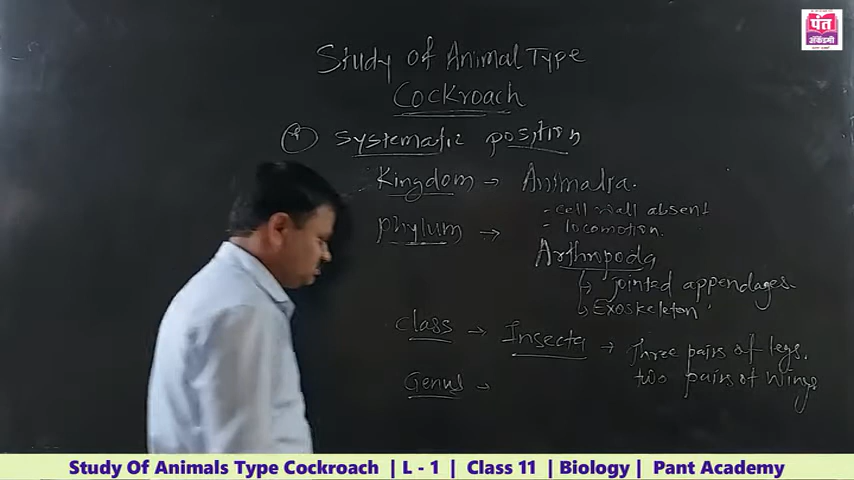 पंत
अ‍ॅकॅडमी
Study of Animal Type
Cockroach
Systematic position
Kingdom → Animalia.
- cell wall absent
- locomotion.
Phylum →
Arthropoda
↳ jointed appendages.
↳ Exoskeleton
class → Insecta → Three pairs of legs.
two pairs of wings
Genus -
Study Of Animals Type Cockroach | L - 1 | Class 11 | Biology | Pant Academy